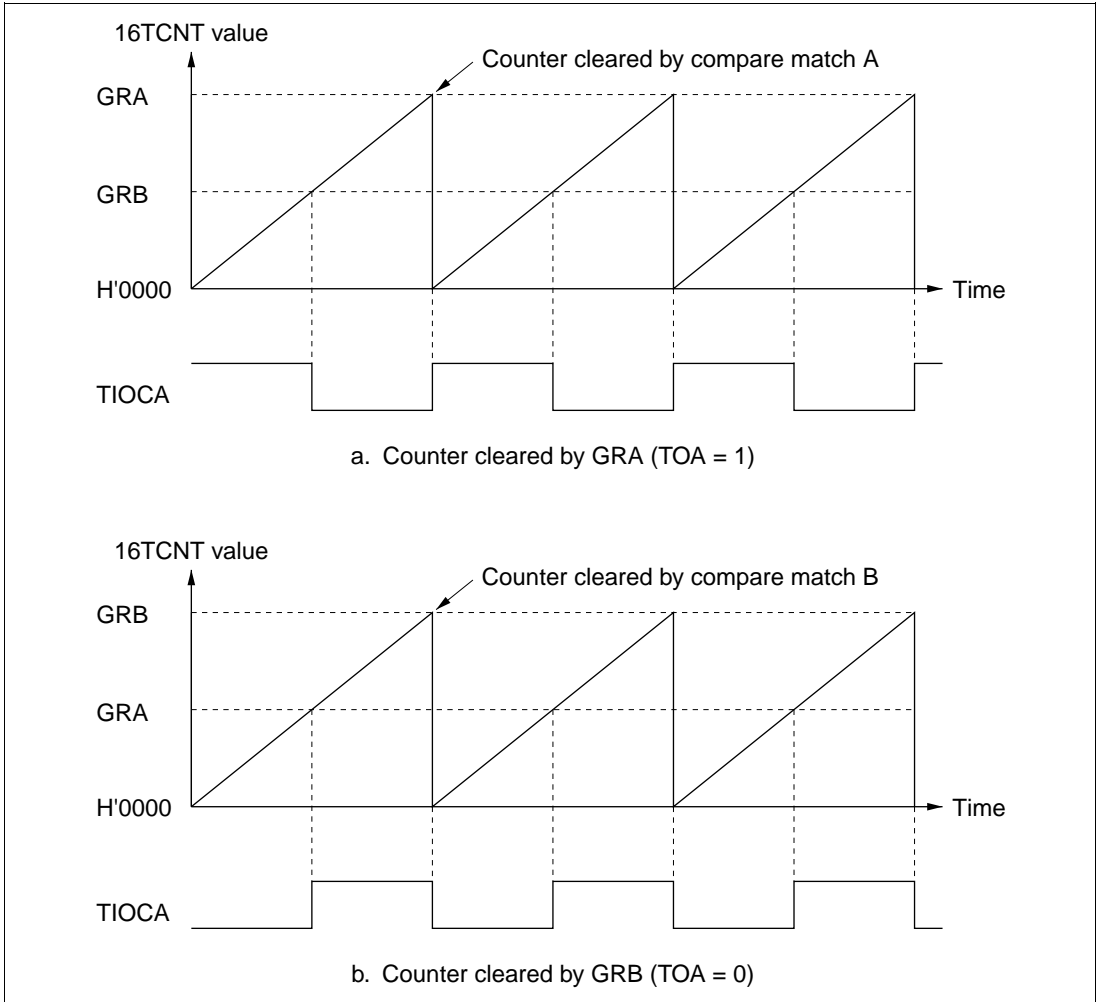 16TCNT value
Counter cleared by compare match A
GRA
GRB
H'0000
Time
TIOCA
a. Counter cleared by GRA (TOA = 1)
16TCNT value
Counter cleared by compare match B
GRB
GRA
H'0000
Time
TIOCA
b. Counter cleared by GRB (TOA = 0)